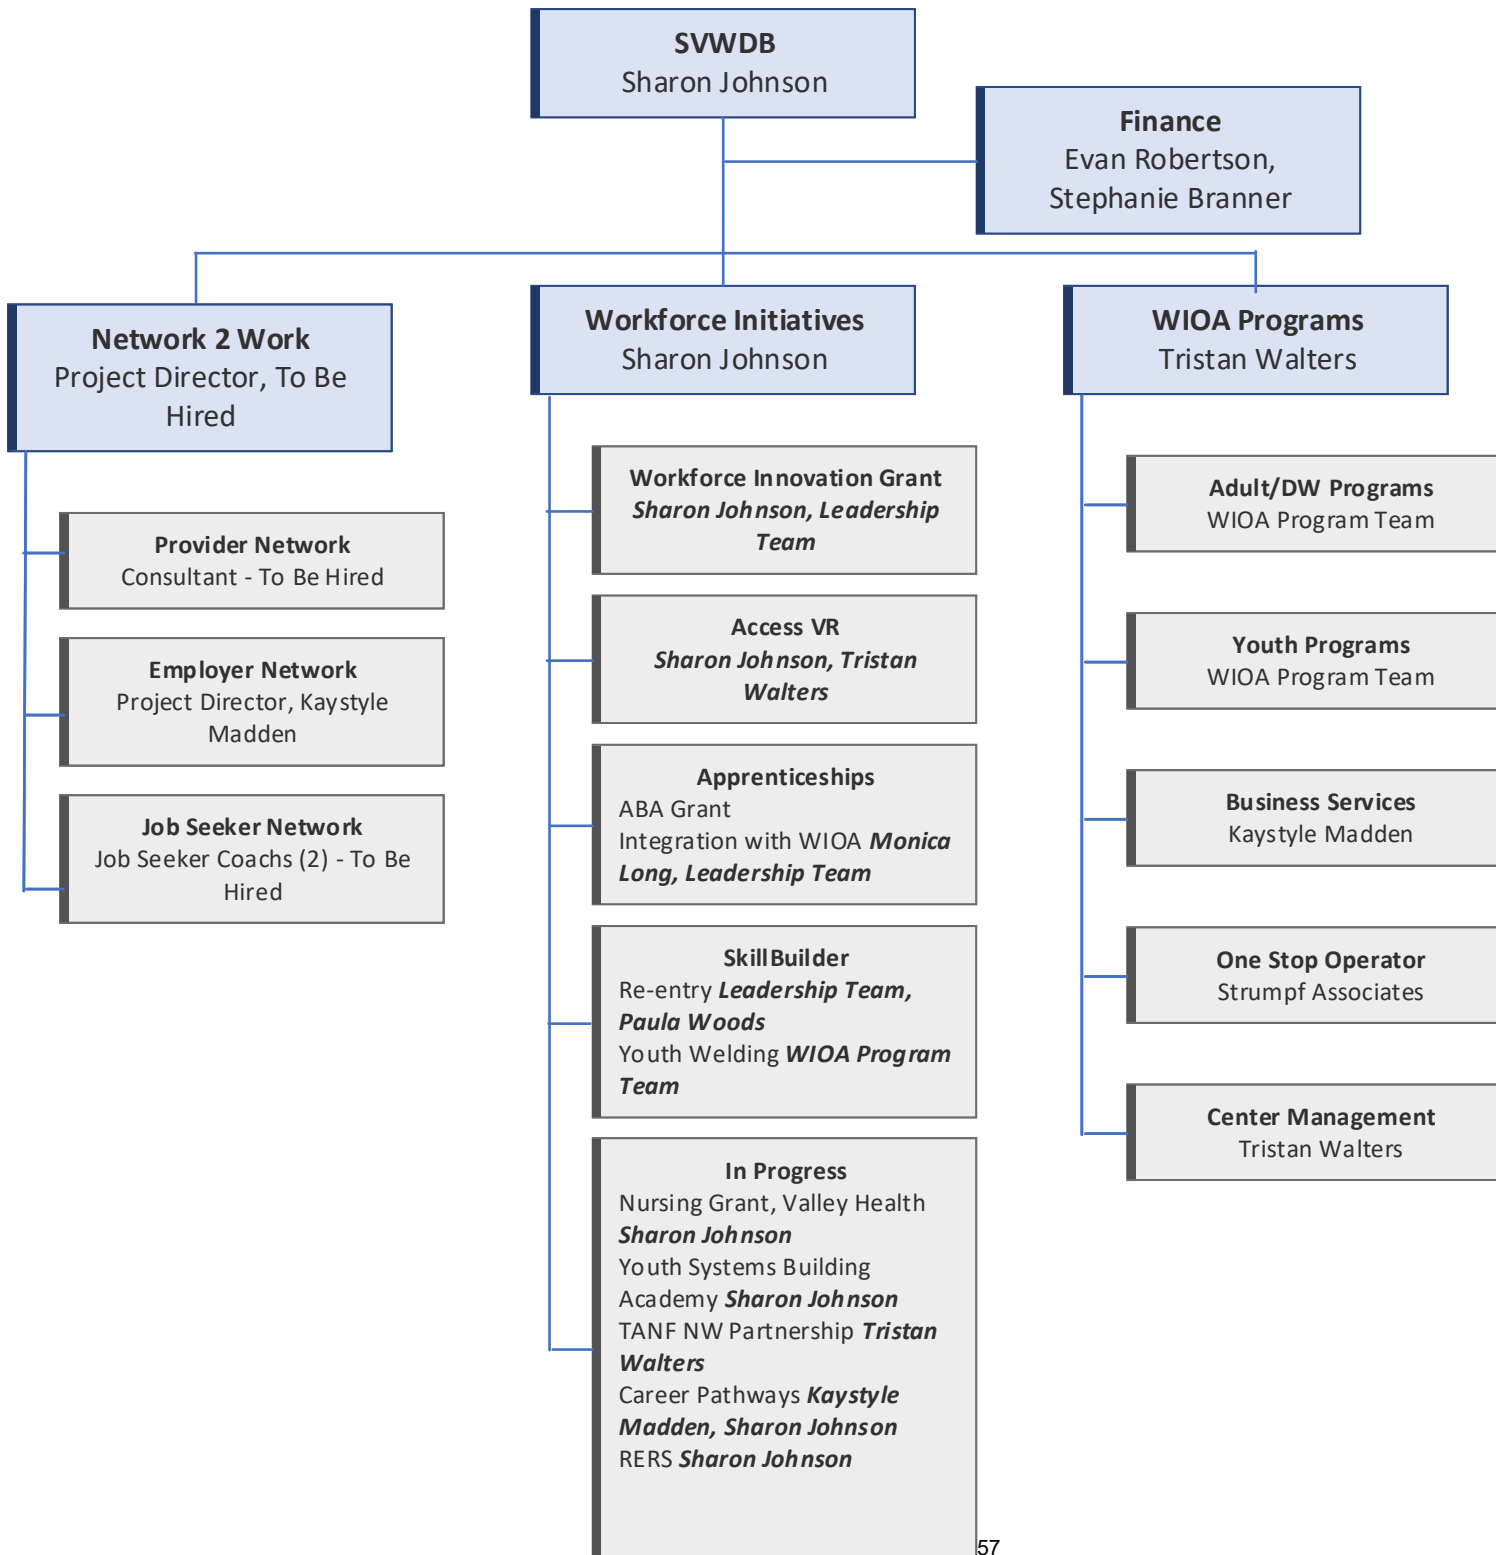 SVWDB
Sharon Johnson
Finance
Evan Robertson,
Stephanie Branner
Network 2 Work
Project Director, To Be
Hired
Provider Network
Consultant - To Be Hired
Employer Network
Project Director, Kaystyle
Madden
Job Seeker Network
Job Seeker Coachs (2) - To Be
Hired
Workforce Initiatives
Sharon Johnson
Workforce Innovation Grant
Sharon Johnson, Leadership
Team
Access VR
Sharon Johnson, Tristan
Walters
Apprenticeships
ABA Grant
Integration with WIOA Monica
Long, Leadership Team
SkillBuilder
Re-entry Leadership Team,
Paula Woods
Youth Welding WIOA Program
Team
In Progress
Nursing Grant, Valley Health
Sharon Johnson
Youth Systems Building
Academy Sharon Johnson
TANF NW Partnership Tristan
Walters
Career Pathways Kaystyle
Madden, Sharon Johnson
RERS Sharon Johnson
WIOA Programs
Tristan Walters
Adult/DW Programs
WIOA Program Team
Youth Programs
WIOA Program Team
Business Services
Kaystyle Madden
One Stop Operator
Strumpf Associates
Center Management
Tristan Walters
57